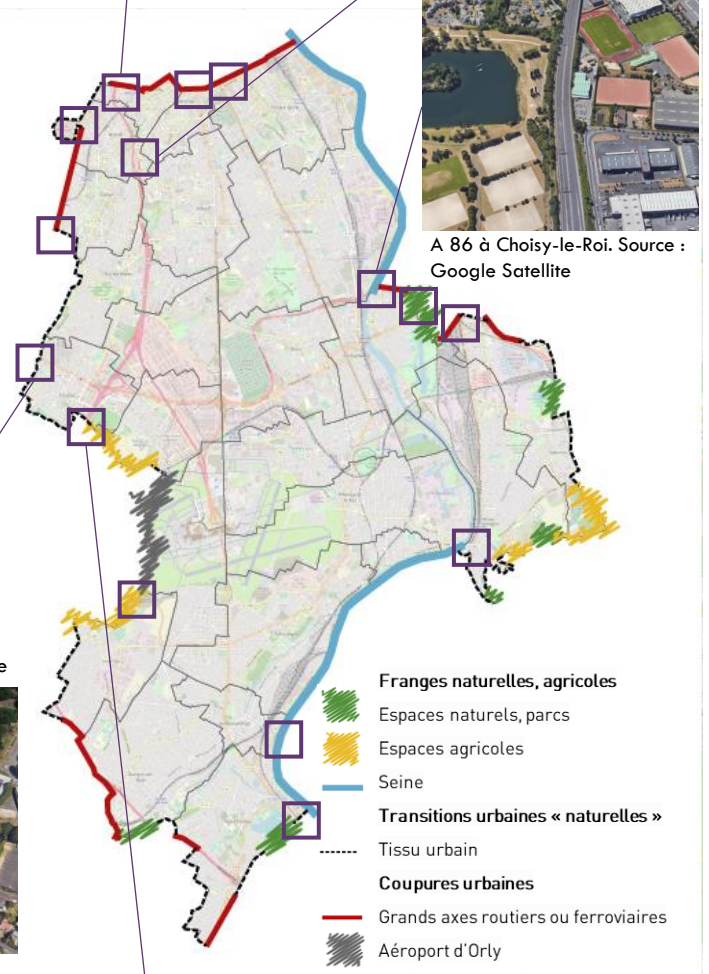 A 86 à Choisy-le-Roi. Source :
Google Satellite
e
Franges naturelles, agricoles
Espaces naturels, parcs
Espaces agricoles
Seine
Transitions urbaines « naturelles »
Tissu urbain
Coupures urbaines
Grands axes routiers ou ferroviaires
Aéroport d'Orly